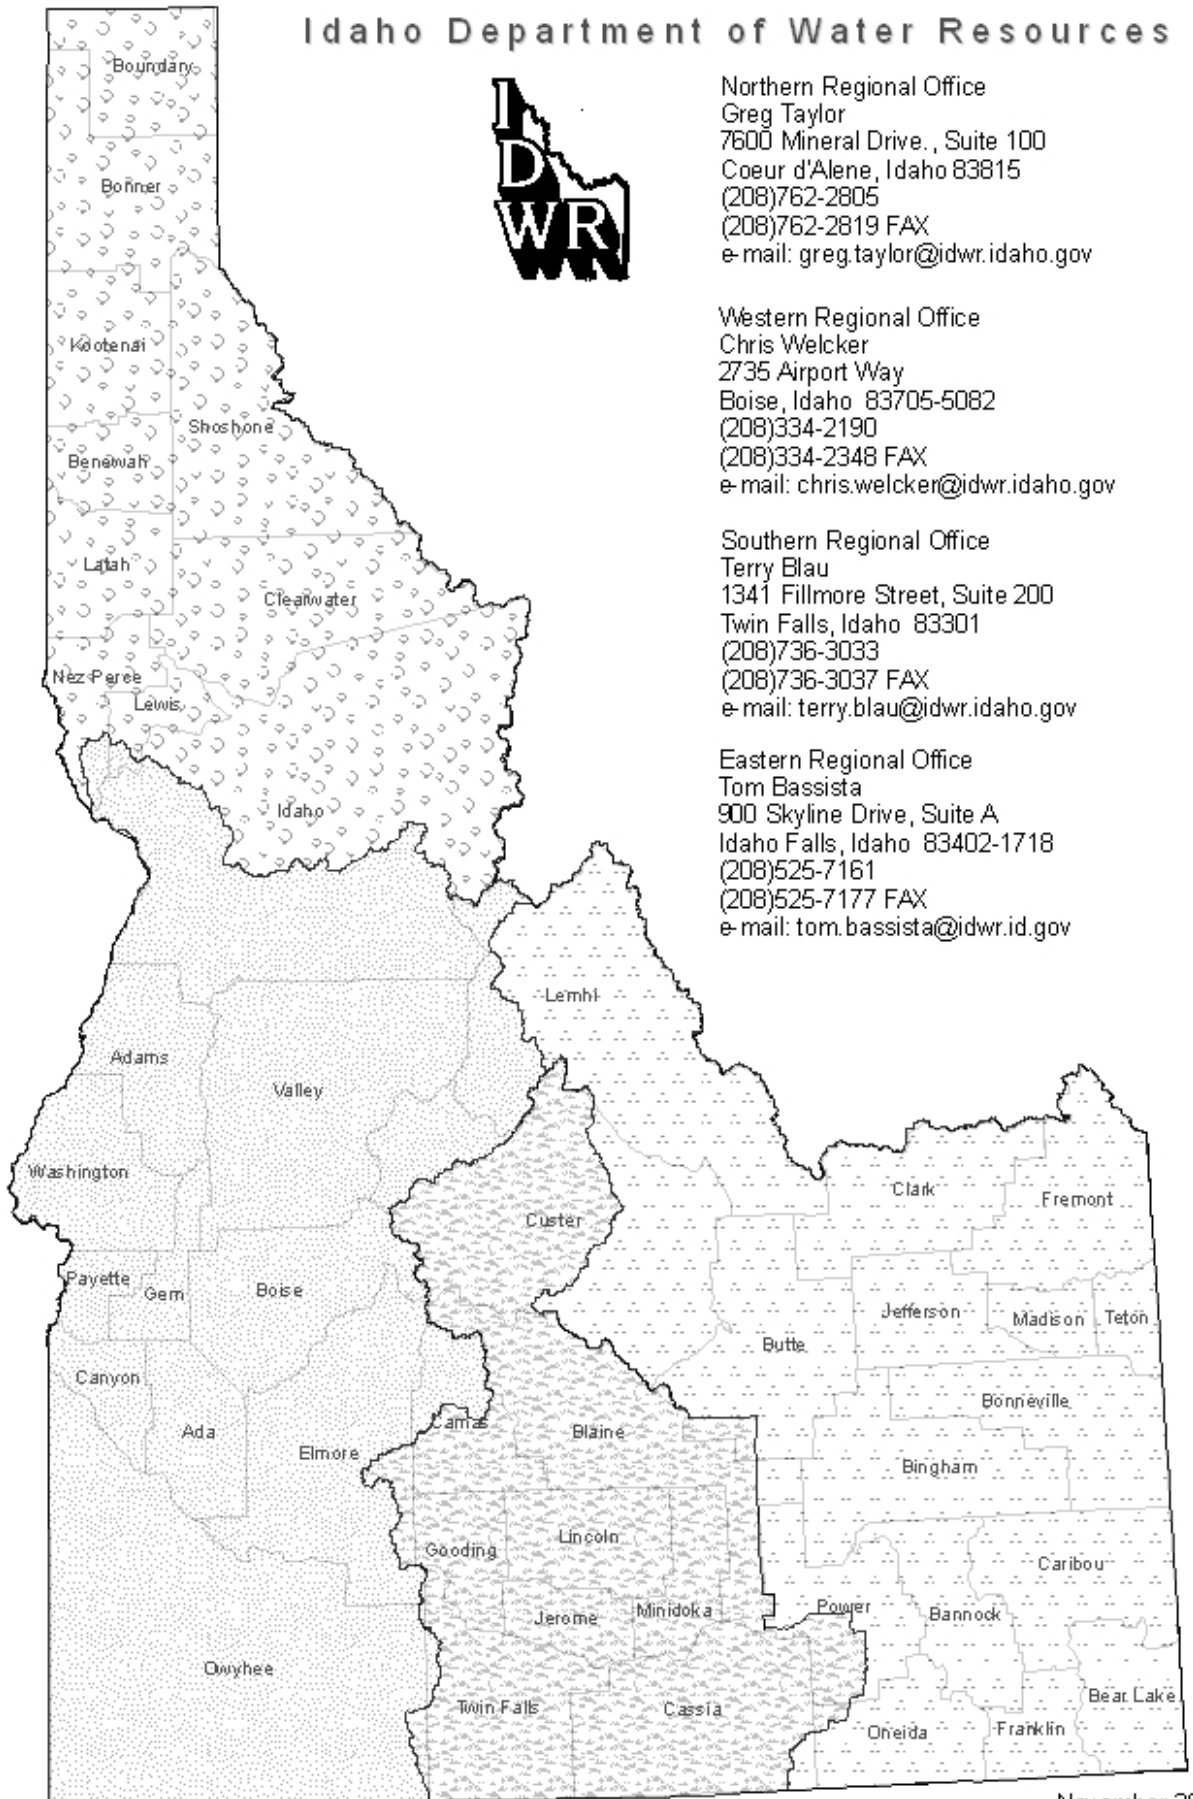 Idaho Department of Water Resources
I
D
WR
Northern Regional Office
Greg Taylor
7600 Mineral Drive., Suite 100
Coeur d'Alene, Idaho 83815
(208)762-2805
(208)762-2819 FAX
e-mail: greg.taylor@idwr.idaho.gov
Western Regional Office
Chris Welcker
2735 Airport Way
Boise, Idaho 83705-5082
(208)334-2190
(208)334-2348 FAX
e-mail: chris.welcker@idwr.idaho.gov
Southern Regional Office
Terry Blau
1341 Fillmore Street, Suite 200
Twin Falls, Idaho 83301
(208)736-3033
(208)736-3037 FAX
e-mail: terry.blau@idwr.idaho.gov
Eastern Regional Office
Tom Bassista
900 Skyline Drive, Suite A
Idaho Falls, Idaho 83402-1718
(208)525-7161
(208)525-7177 FAX
e-mail: tom.bassista@idwr.id.gov
Boundary
Bonner
Kootenai
Shoshone
Benewah
Latah
Clearwater
Nez Perce
Lewis
Idaho
Lemhi
Adams
Valley
Washington
Custer
Clark
Fremont
Payette
Gem
Boise
Jefferson
Madison
Teton
Butte
Canyon
Bonneville
Ada
Camas
Blaine
Elmore
Bingham
Lincoln
Gooding
Caribou
Jerome
Minidoka
Power
Bannock
Owyhee
Twin Falls
Cassia
Bear Lake
Oneida
Franklin
November